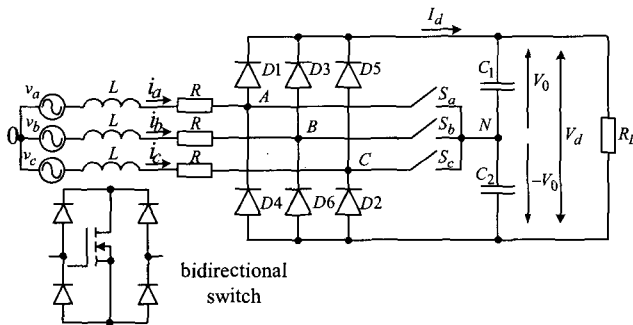 I_d
D1 D3 D5
v_a L i_a R A S_a
C_1 V_0
0 v_b L i_b R B S_b N V_d R_L
v_c L i_c R C S_c
C_2 -V_0
D4 D6 D2
bidirectional
switch